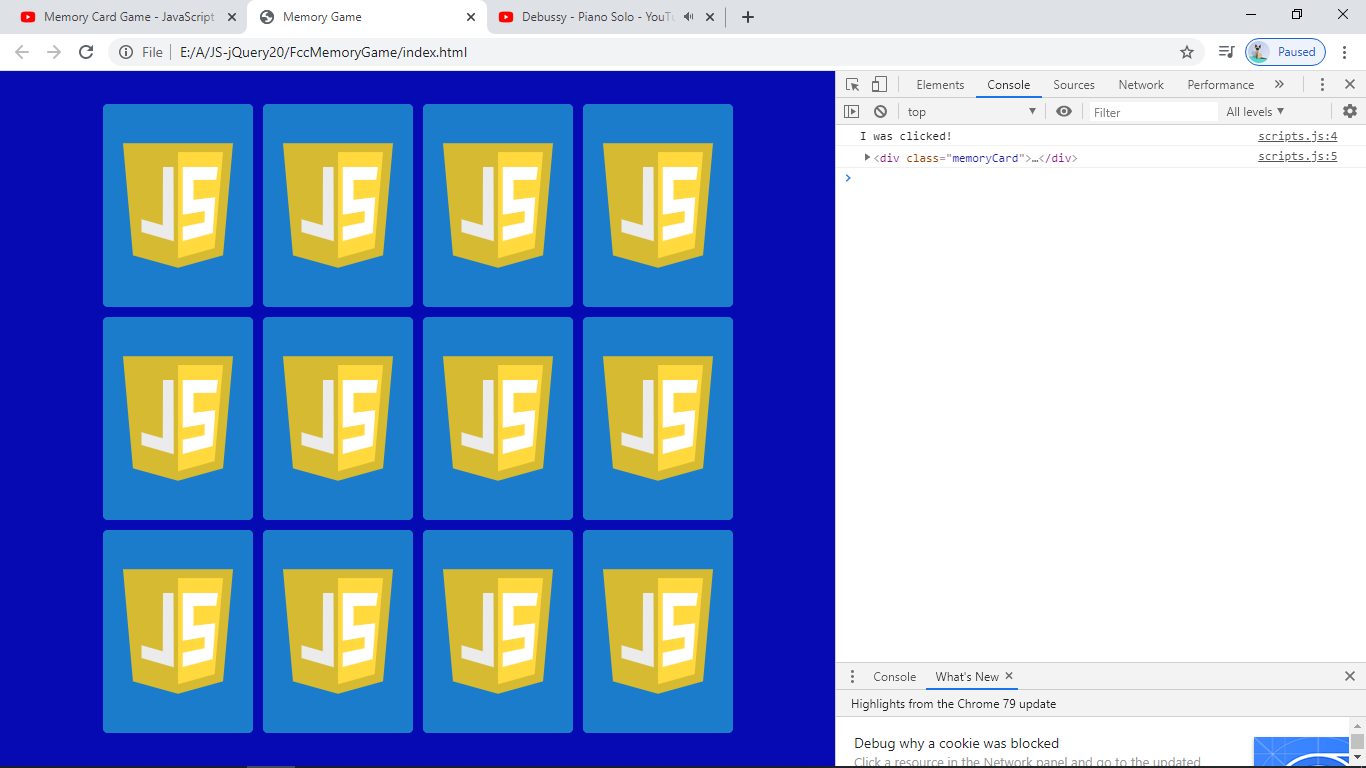 Memory Card Game - JavaScript
Memory Game
Debussy - Piano Solo - YouTu
File
E:/A/JS-jQuery20/FccMemoryGame/index.html
Paused
JS JS JS JS
JS JS JS JS
JS JS JS JS
Elements Console Sources Network Performance »
top Filter All levels
I was clicked! scripts.js:4
<div class="memoryCard">…</div> scripts.js:5
Console What's New
Highlights from the Chrome 79 update
Debug why a cookie was blocked
Click a resource in the Network panel and go to the updated